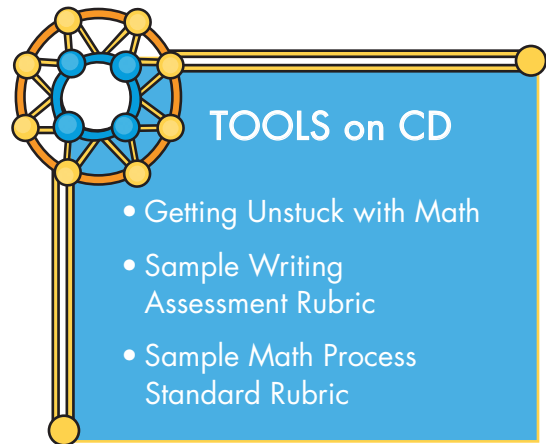 TOOLS on CD
• Getting Unstuck with Math
• Sample Writing
Assessment Rubric
• Sample Math Process
Standard Rubric